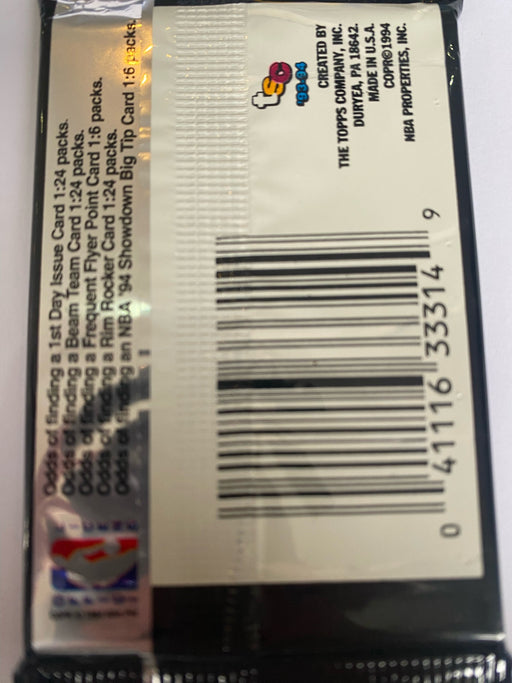 Odds of finding a 1st Day Issue Card 1:24 packs.
Odds of finding a Beam Team Card 1:24 packs.
Odds of finding a Frequent Flyer Point Card 1:6 packs.
Odds of finding a Rim Rocker Card 1:24 packs.
Odds of finding an NBA '94 Showdown Big Tip Card 1:6 packs.
tsc
'93-94
CREATED BY
THE TOPPS COMPANY, INC.
DURYEA, PA 18642.
MADE IN U.S.A.
COPR©1994
NBA PROPERTIES, INC.
0 41116 33314 9